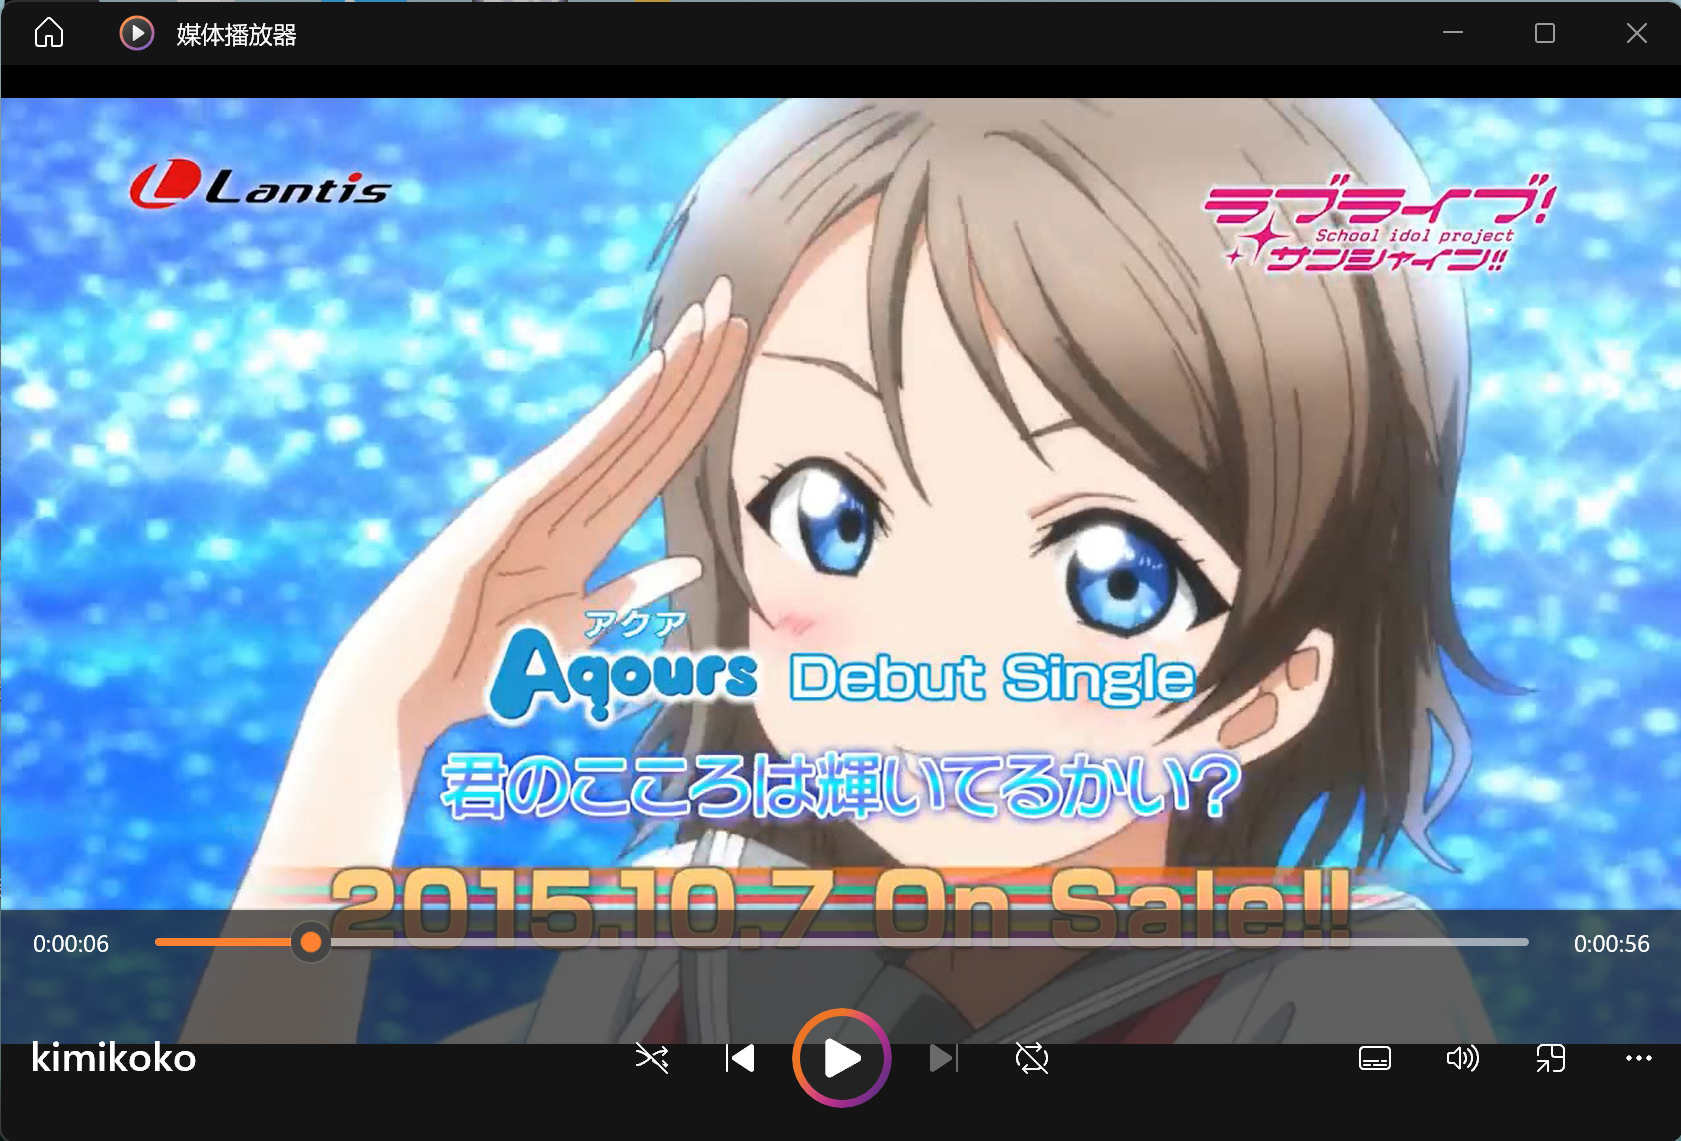 媒体播放器
Lantis
ラブライブ!
School idol project
サンシャイン!!
アクア
Aqours Debut Single
君のこころは輝いてるかい?
2015.10.7 On Sale!!
0:00:06
0:00:56
kimikoko